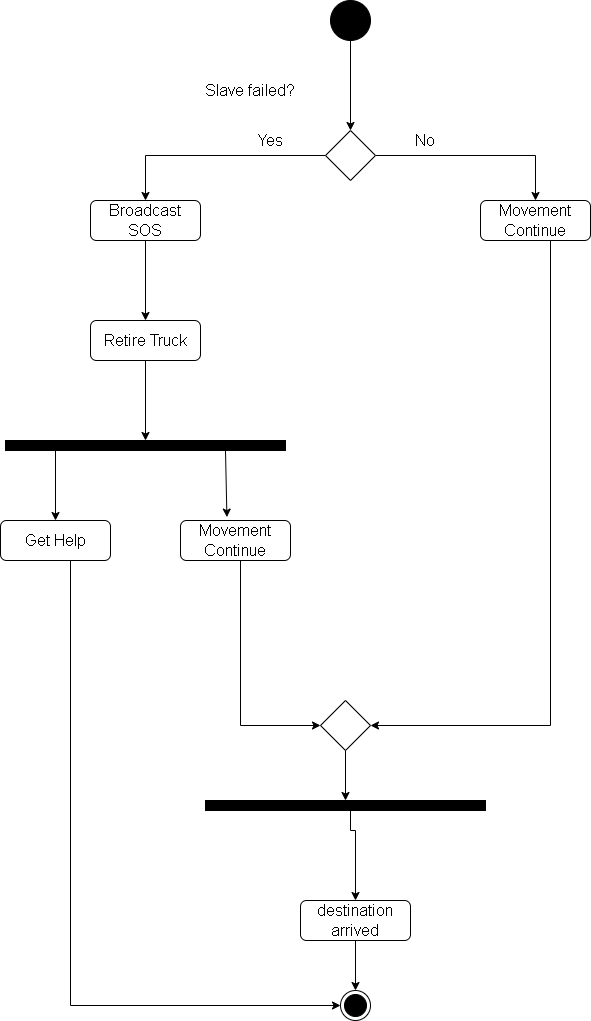 Slave failed?
Yes
No
Broadcast
SOS
Movement
Continue
Retire Truck
Get Help
Movement
Continue
destination
arrived